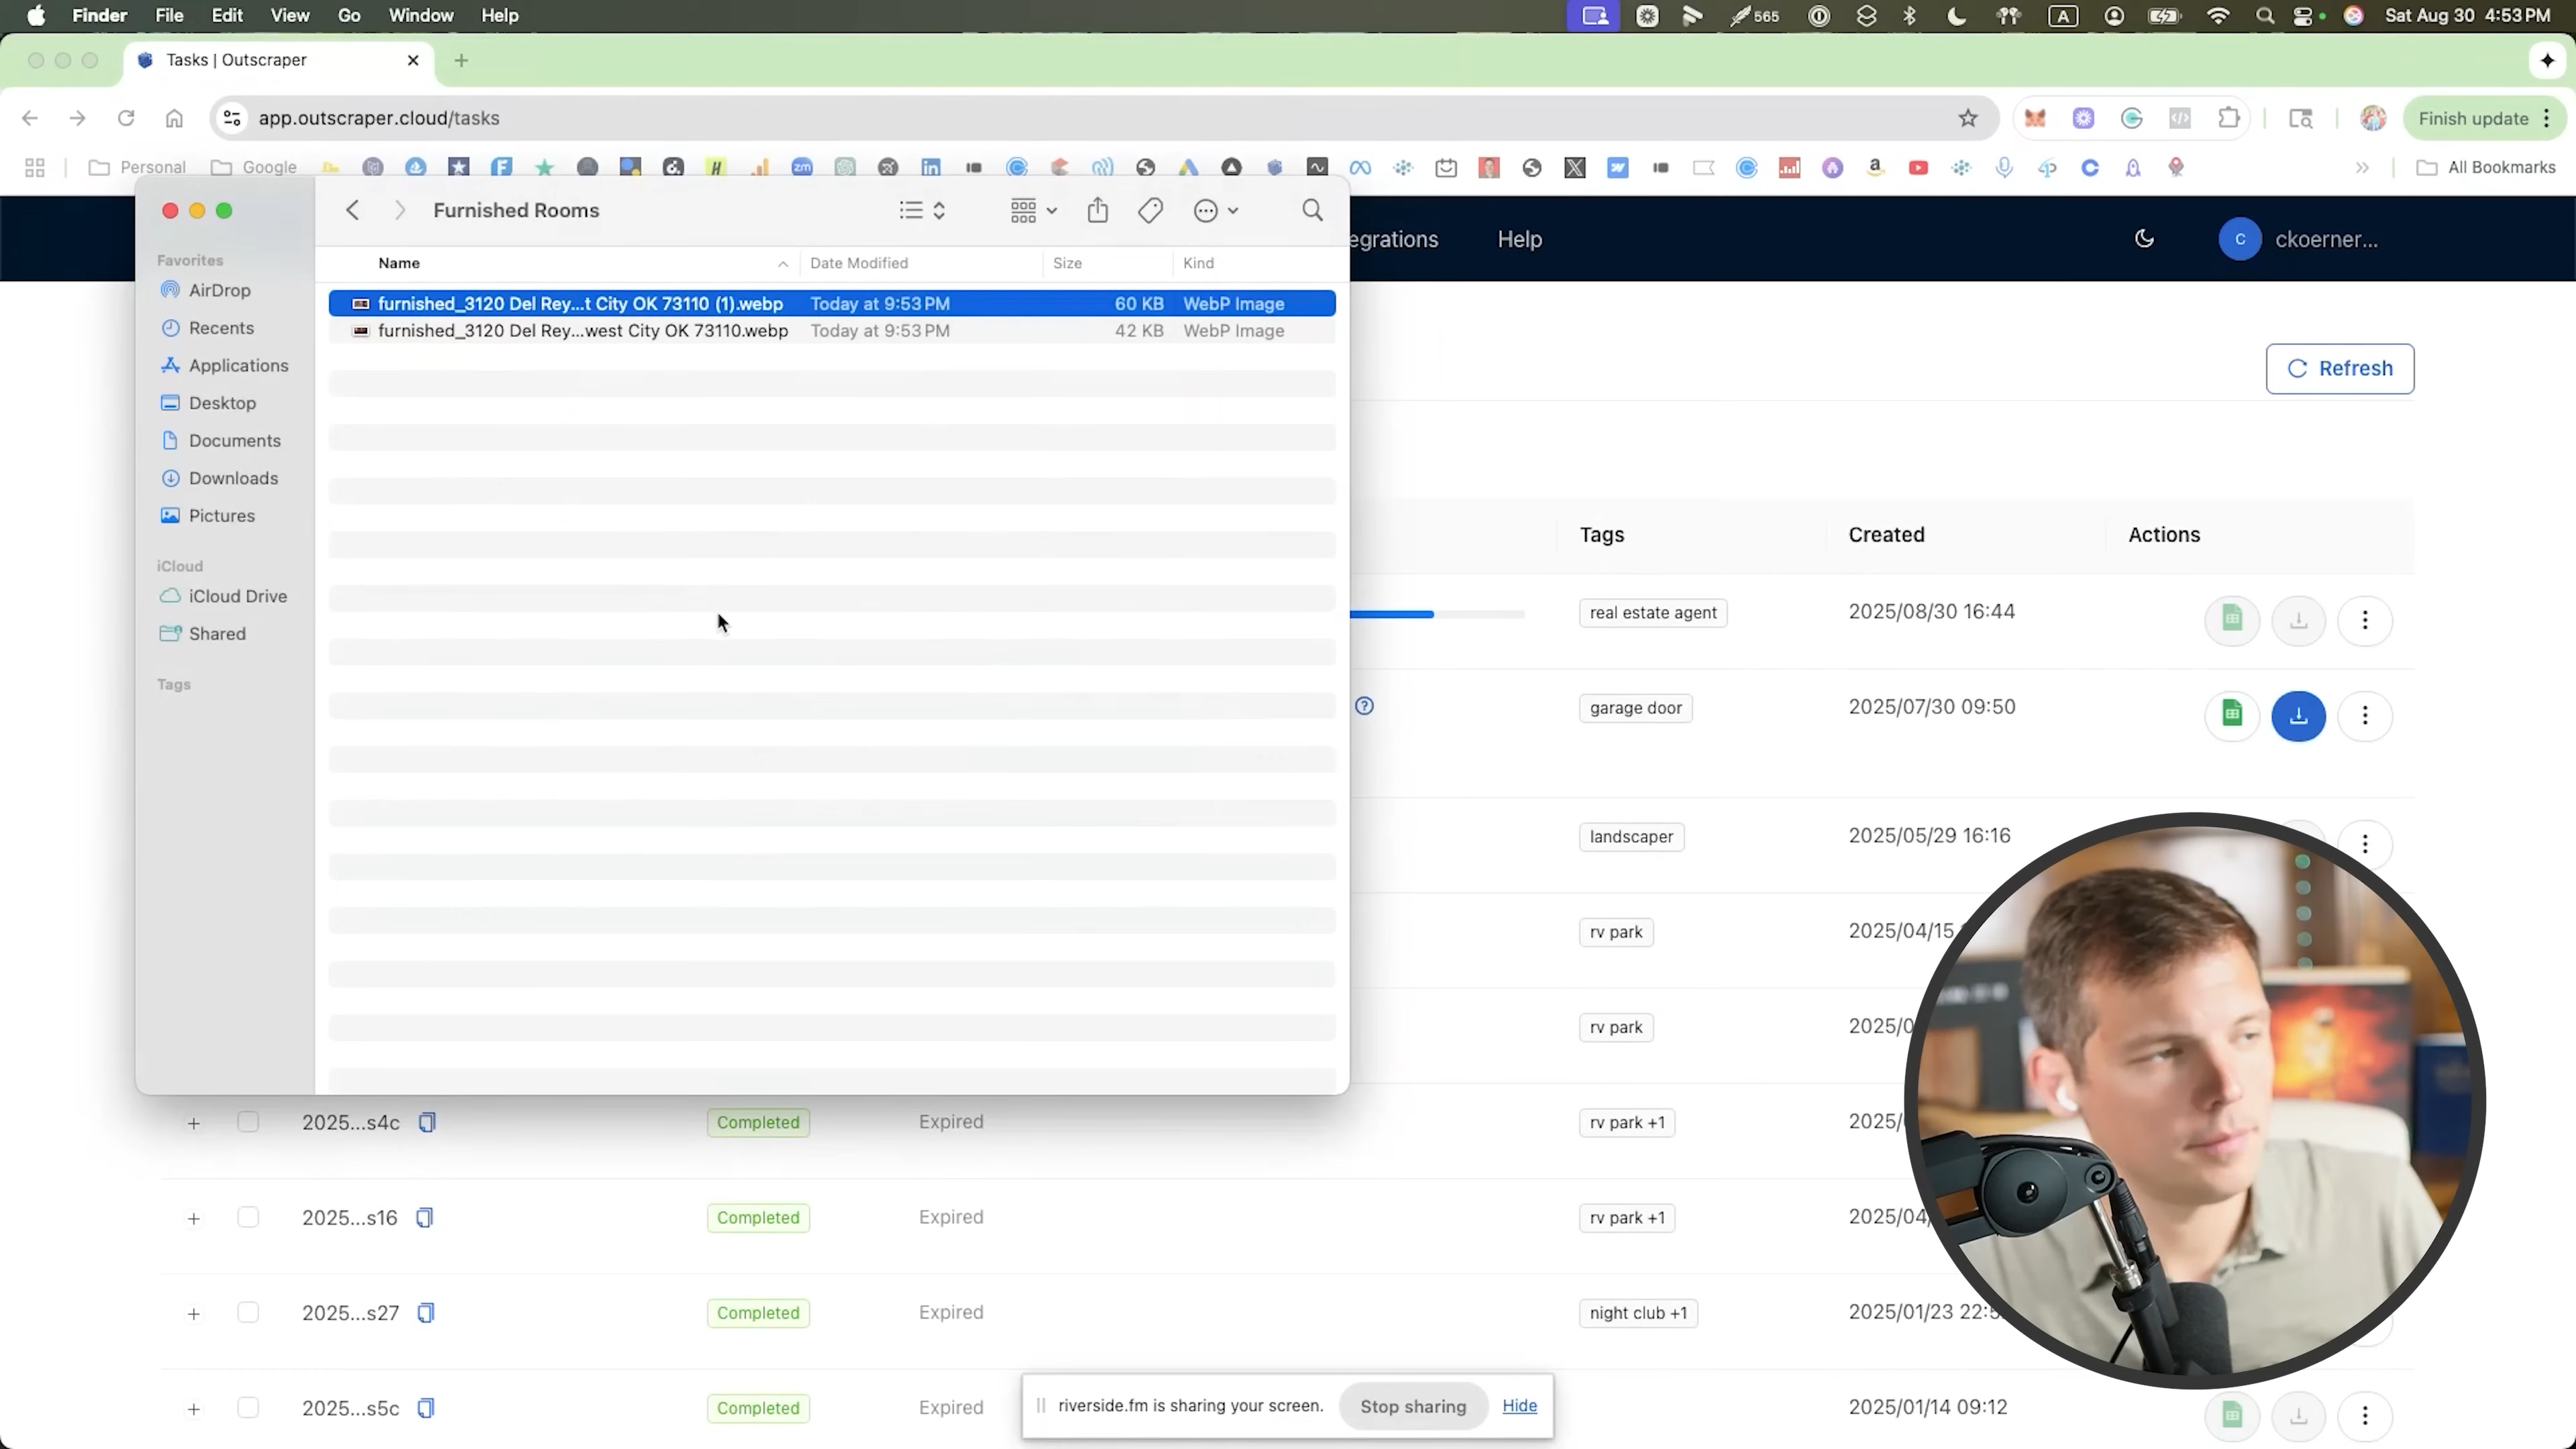 Finder File Edit View Go Window Help 565 A Sat Aug 30 4:53 PM
Tasks | Outscraper
app.outscraper.cloud/tasks Finish update
Personal Google All Bookmarks
Furnished Rooms
egrations Help C ckoerner...
Favorites
AirDrop
Recents
Applications
Desktop
Documents
Downloads
Pictures
iCloud
iCloud Drive
Shared
Tags
Name Date Modified Size Kind
furnished_3120 Del Rey...t City OK 73110 (1).webp Today at 9:53 PM 60 KB WebP Image
furnished_3120 Del Rey...west City OK 73110.webp Today at 9:53 PM 42 KB WebP Image
Refresh
Tags Created Actions
real estate agent 2025/08/30 16:44
garage door 2025/07/30 09:50
landscaper 2025/05/29 16:16
rv park 2025/04/15
rv park 2025/0
2025...s4c Completed Expired rv park +1 2025/
2025...s16 Completed Expired rv park +1 2025/04/
2025...s27 Completed Expired night club +1 2025/01/23 22:5
2025...s5c Completed Expired 2025/01/14 09:12
riverside.fm is sharing your screen. Stop sharing Hide